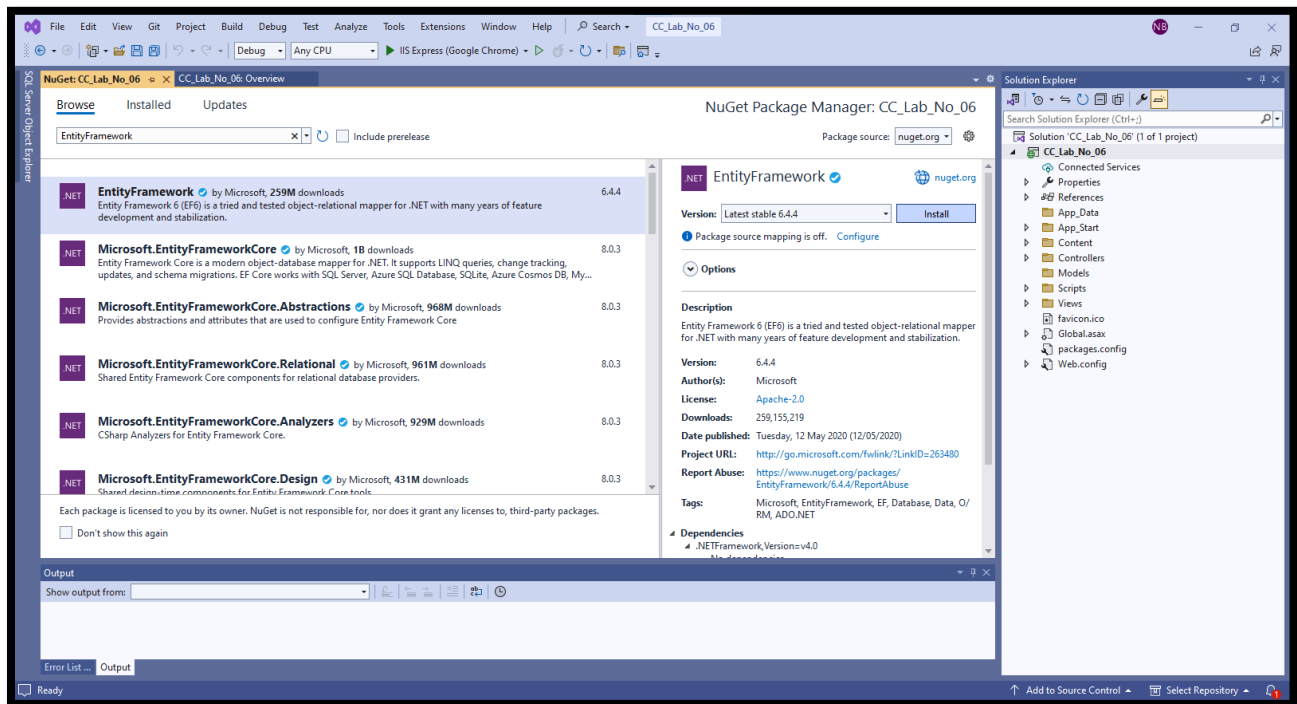 File Edit View Git Project Build Debug Test Analyze Tools Extensions Window Help Search CC_Lab_No_06 NB
Debug Any CPU IIS Express (Google Chrome)
SQL Server Object Explorer
NuGet: CC_Lab_No_06 CC_Lab_No_06: Overview
Browse Installed Updates
NuGet Package Manager: CC_Lab_No_06
EntityFramework Include prerelease
Package source: nuget.org
.NET EntityFramework by Microsoft, 259M downloads 6.4.4
Entity Framework 6 (EF6) is a tried and tested object-relational mapper for .NET with many years of feature
development and stabilization.
.NET Microsoft.EntityFrameworkCore by Microsoft, 1B downloads 8.0.3
Entity Framework Core is a modern object-database mapper for .NET. It supports LINQ queries, change tracking,
updates, and schema migrations. EF Core works with SQL Server, Azure SQL Database, SQLite, Azure Cosmos DB, My...
.NET Microsoft.EntityFrameworkCore.Abstractions by Microsoft, 968M downloads 8.0.3
Provides abstractions and attributes that are used to configure Entity Framework Core
.NET Microsoft.EntityFrameworkCore.Relational by Microsoft, 961M downloads 8.0.3
Shared Entity Framework Core components for relational database providers.
.NET Microsoft.EntityFrameworkCore.Analyzers by Microsoft, 929M downloads 8.0.3
CSharp Analyzers for Entity Framework Core.
.NET Microsoft.EntityFrameworkCore.Design by Microsoft, 431M downloads 8.0.3
Shared design-time components for Entity Framework Core tools
Each package is licensed to you by its owner. NuGet is not responsible for, nor does it grant any licenses to, third-party packages.
Don't show this again
.NET EntityFramework nuget.org
Version: Latest stable 6.4.4 Install
Package source mapping is off. Configure
Options
Description
Entity Framework 6 (EF6) is a tried and tested object-relational mapper
for .NET with many years of feature development and stabilization.
Version: 6.4.4
Author(s): Microsoft
License: Apache-2.0
Downloads: 259,155,219
Date published: Tuesday, 12 May 2020 (12/05/2020)
Project URL: http://go.microsoft.com/fwlink/?LinkID=263480
Report Abuse: https://www.nuget.org/packages/
EntityFramework/6.4.4/ReportAbuse
Tags: Microsoft, EntityFramework, EF, Database, Data, O/
RM, ADO.NET
Dependencies
.NETFramework,Version=v4.0
No dependencies
Solution Explorer
Search Solution Explorer (Ctrl+;)
Solution 'CC_Lab_No_06' (1 of 1 project)
CC_Lab_No_06
Connected Services
Properties
References
App_Data
App_Start
Content
Controllers
Models
Scripts
Views
favicon.ico
Global.asax
packages.config
Web.config
Output
Show output from:
Error List ... Output
Ready
Add to Source Control Select Repository 1